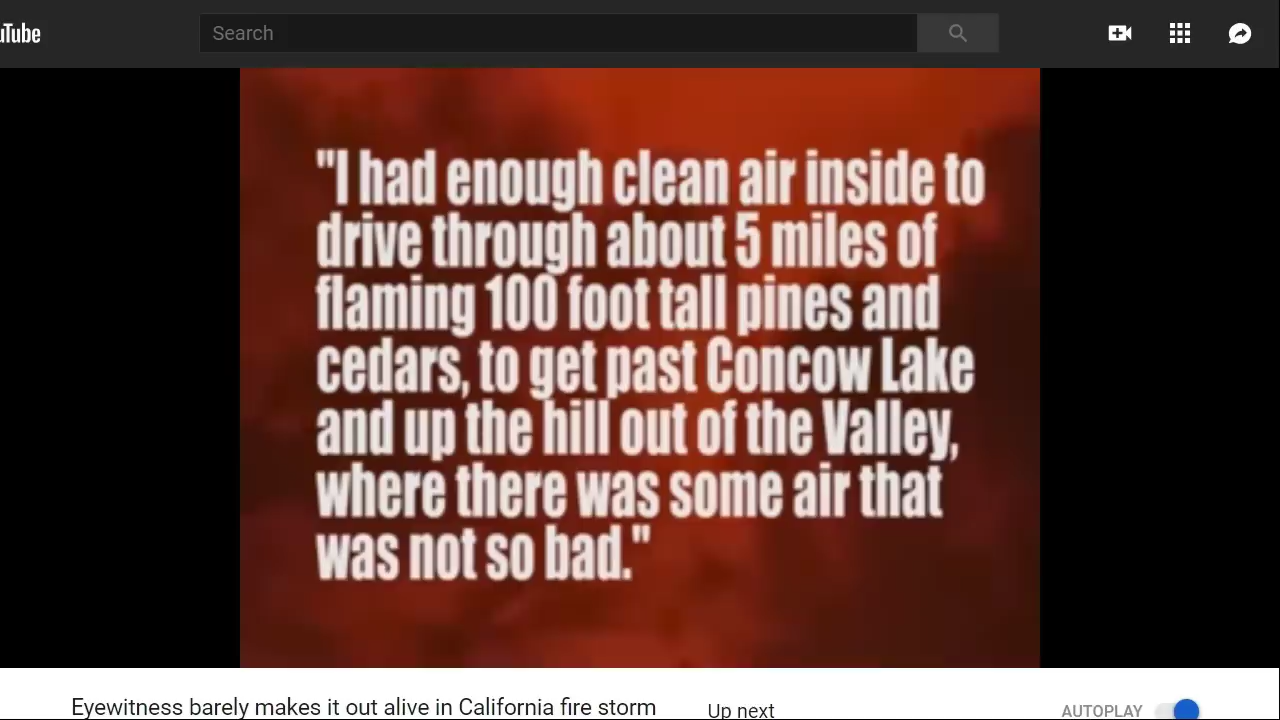 uTube
Search
"I had enough clean air inside to
drive through about 5 miles of
flaming 100 foot tall pines and
cedars, to get past Concow Lake
and up the hill out of the Valley,
where there was some air that
was not so bad."
Eyewitness barely makes it out alive in California fire storm
Up next
AUTOPLAY